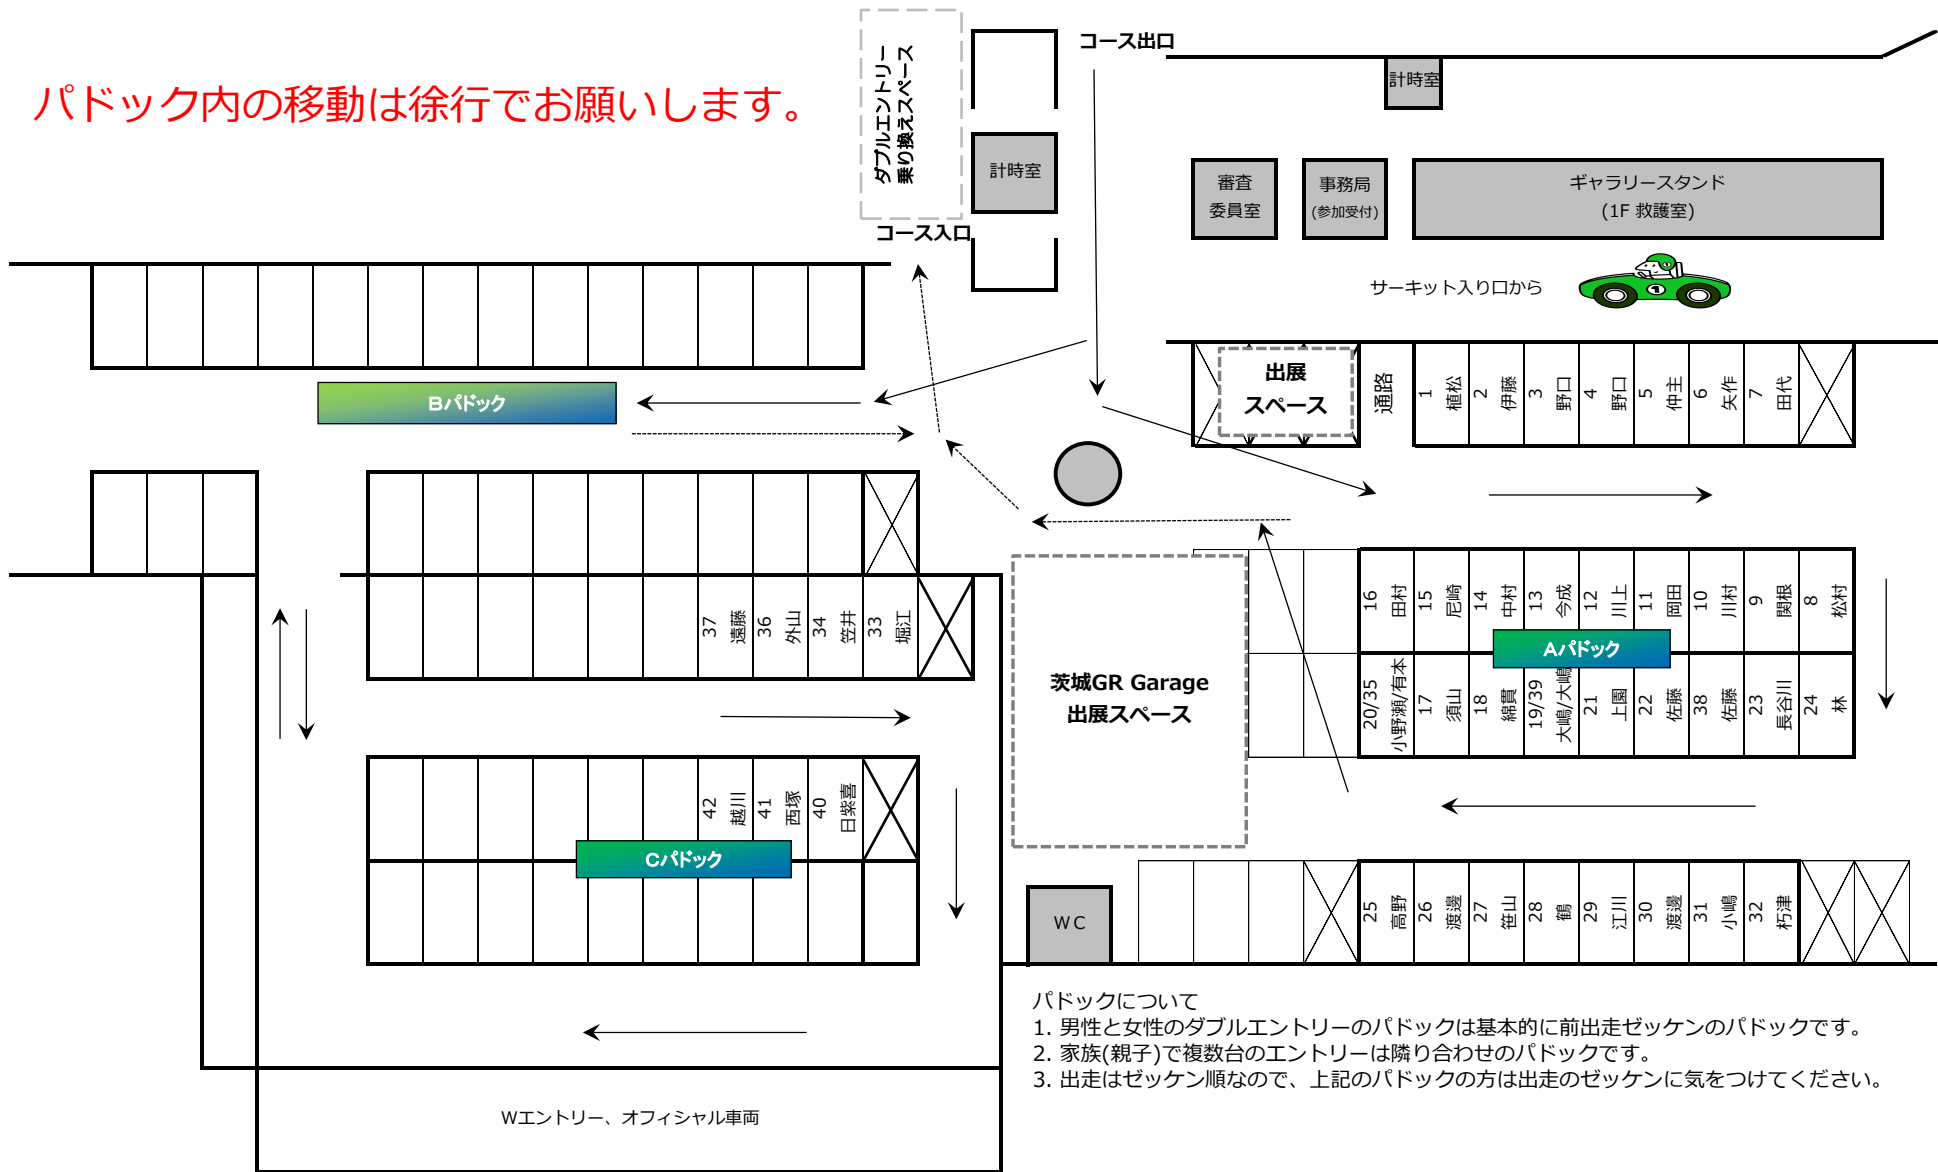 コース出口
計時室
パドック内の移動は徐行でお願いします。
ダブルエントリー
乗り換えスペース
計時室
審査
委員室
事務局
(参加受付)
ギャラリースタンド
(1F 救護室)
コース入口
サーキット入り口から
1
出展
スペース
通路
1 植松
2 伊藤
3 野口
4 野口
5 仲主
6 矢作
7 田代
Bパドック
37 遠藤
36 外山
34 笠井
33 堀江
16 田村
15 尼崎
14 中村
13 今成
12 川上
11 岡田
10 川村
9 関根
8 松村
Aパドック
20/35 小野瀬/有本
17 須山
18 綿貫
19/39 大嶋/大嶋
21 上園
22 佐藤
38 佐藤
23 長谷川
24 林
茨城GR Garage
出展スペース
42 越川
41 西塚
40 日紫喜
Cパドック
WC
25 高野
26 渡邊
27 笹山
28 鶴
29 江川
30 渡邊
31 小嶋
32 朽津
パドックについて
1. 男性と女性のダブルエントリーのパドックは基本的に前出走ゼッケンのパドックです。
2. 家族(親子)で複数台のエントリーは隣り合わせのパドックです。
3. 出走はゼッケン順なので、上記のパドックの方は出走のゼッケンに気をつけてください。
Wエントリー、オフィシャル車両